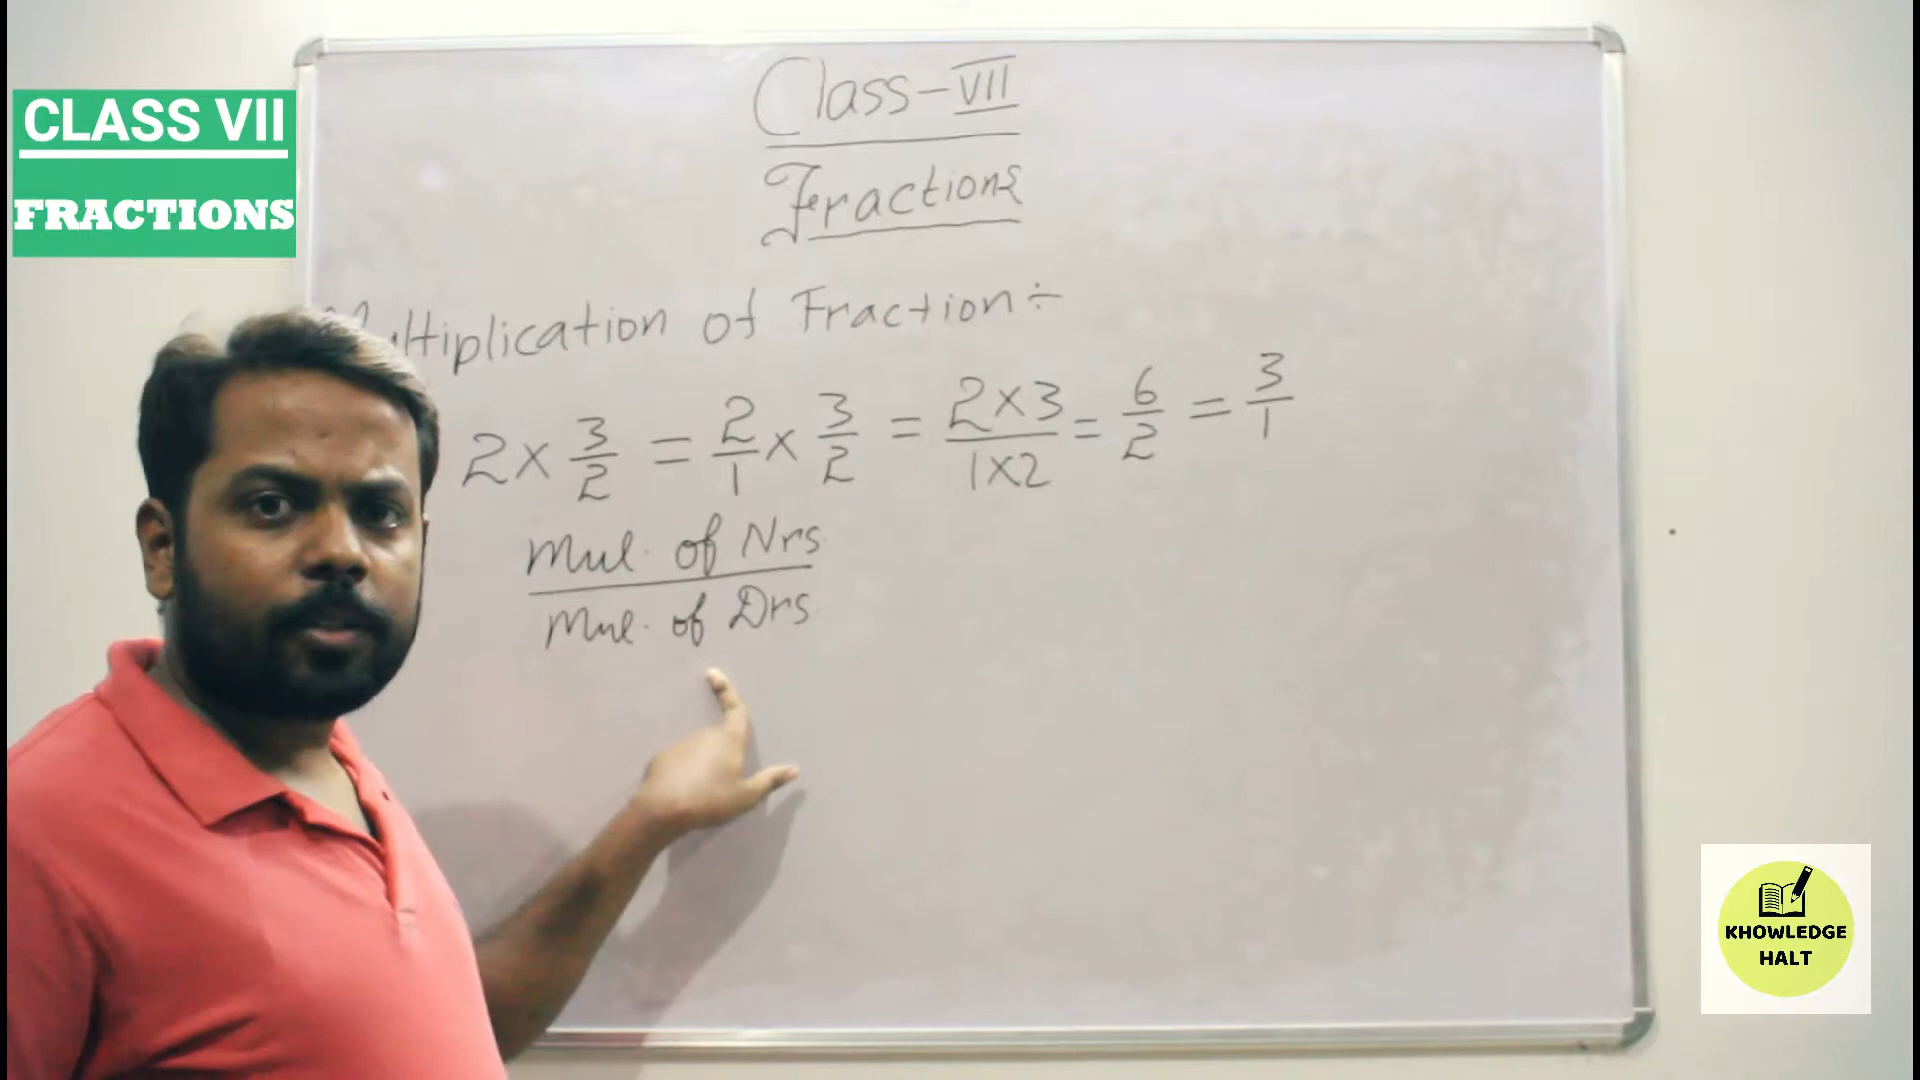 CLASS VII
FRACTIONS
Class-VII
Fractions
Multiplication of Fraction÷
2 × 3/2 = 2/1 × 3/2 = 2×3/1×2 = 6/2 = 3/1
Mul. of Nrs
Mul. of Drs
KHOWLEDGE
HALT